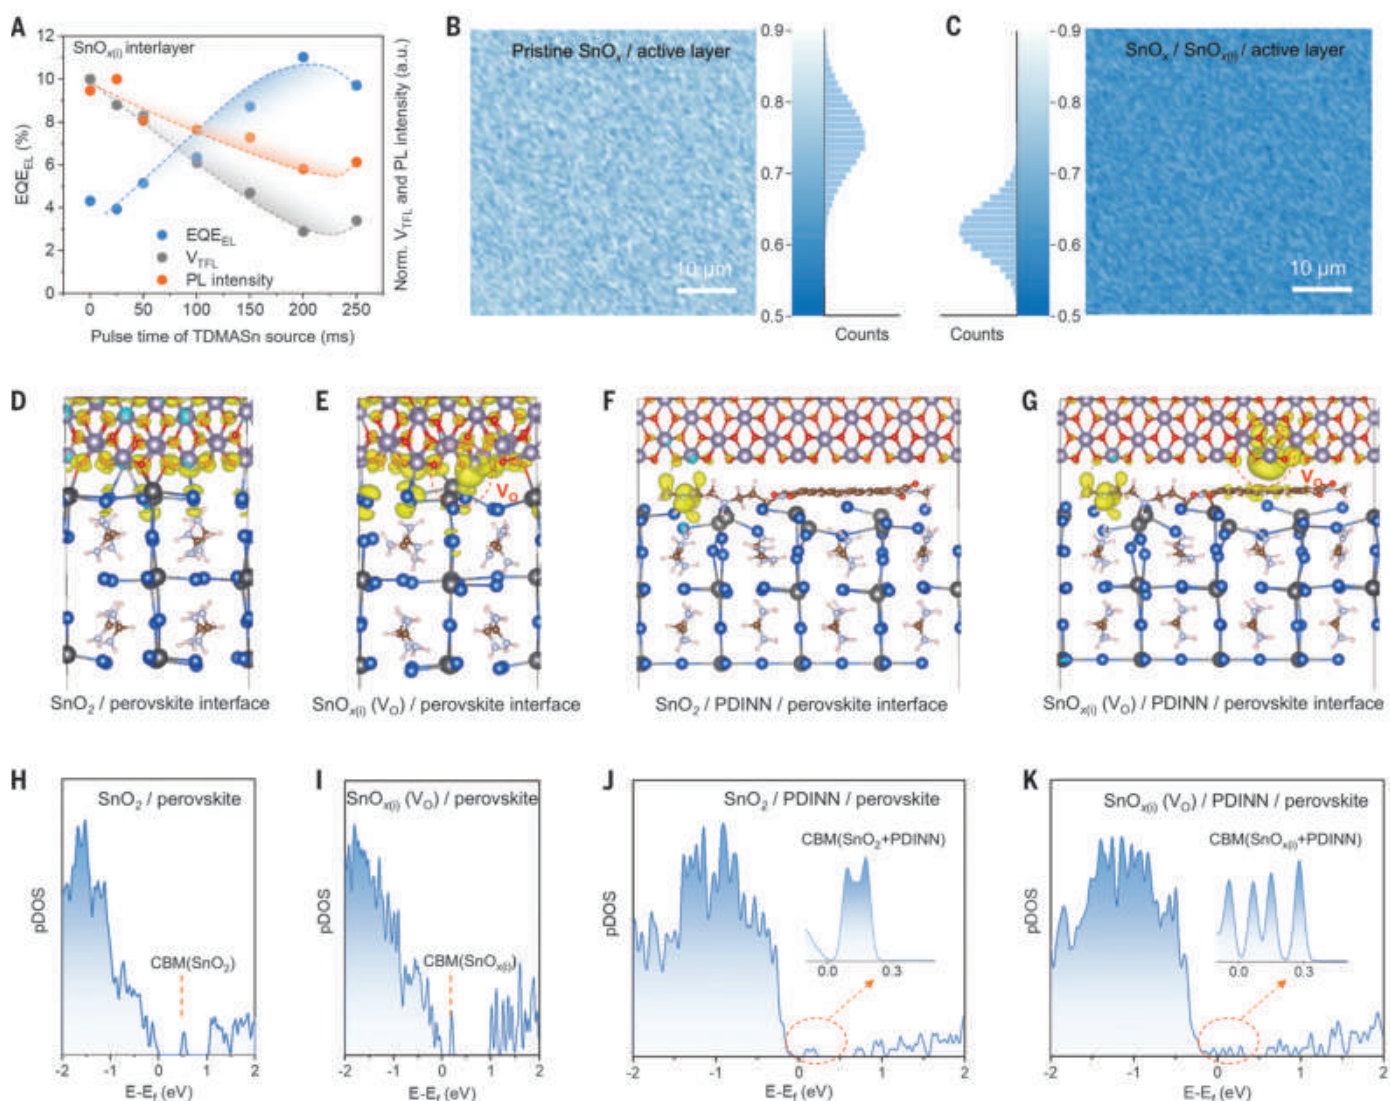 A
SnOx(i) interlayer
12
10
8
6
4
2
0
EQE_EL (%)
Norm. V_TFL and PL intensity (a.u.)
EQE_EL
V_TFL
PL intensity
0 50 100 150 200 250
Pulse time of TDMASn source (ms)
B
Pristine SnOx / active layer
10 μm
0.9
0.8
0.7
0.6
0.5
Counts
C
SnOx / SnOx(i) / active layer
10 μm
0.9
0.8
0.7
0.6
0.5
Counts
D
SnO2 / perovskite interface
E
Vo
SnOx(i) (Vo) / perovskite interface
F
SnO2 / PDINN / perovskite interface
G
Vo
SnOx(i) (Vo) / PDINN / perovskite interface
H
SnO2 / perovskite
pDOS
CBM(SnO2)
-2 -1 0 1 2
E-Ef (eV)
I
SnOx(i) (Vo) / perovskite
pDOS
CBM(SnOx(i))
-2 -1 0 1 2
E-Ef (eV)
J
SnO2 / PDINN / perovskite
pDOS
CBM(SnO2+PDINN)
0.0 0.3
-2 -1 0 1 2
E-Ef (eV)
K
SnOx(i) (Vo) / PDINN / perovskite
pDOS
CBM(SnOx(i)+PDINN)
0.0 0.3
-2 -1 0 1 2
E-Ef (eV)